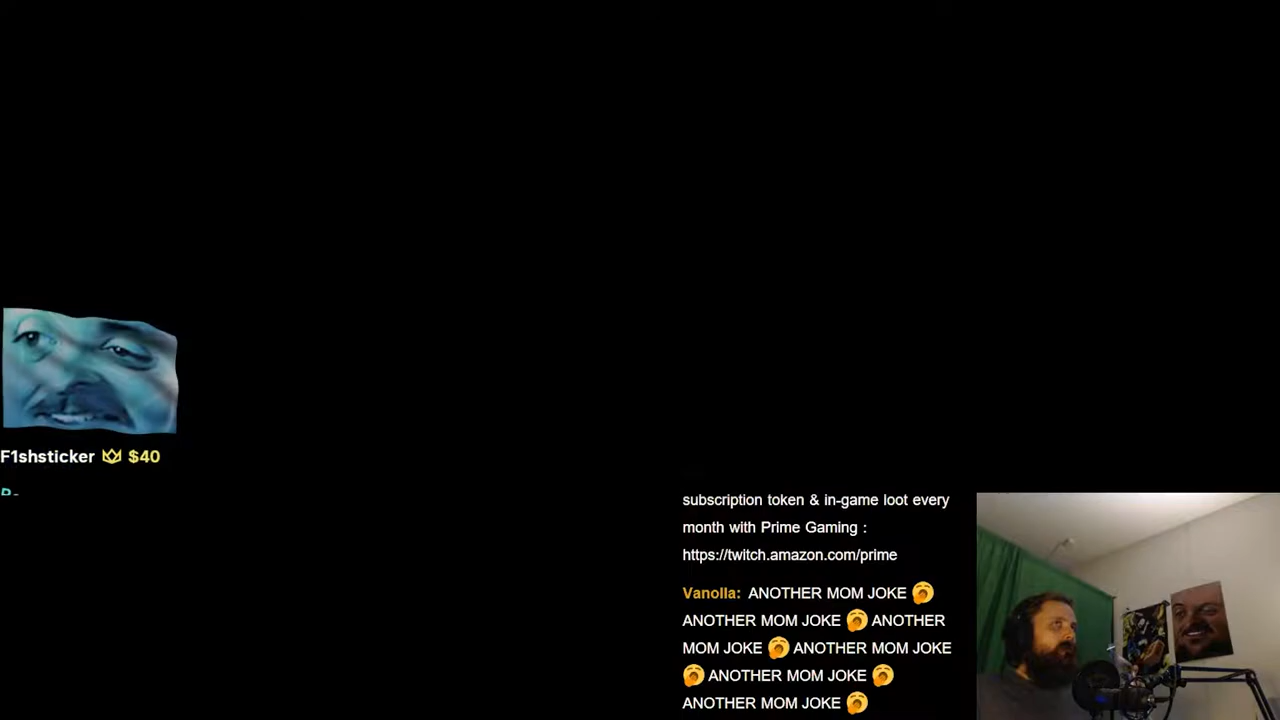 F1shsticker $40
subscription token & in-game loot every
month with Prime Gaming :
https://twitch.amazon.com/prime
Vanolla: ANOTHER MOM JOKE 🥱
ANOTHER MOM JOKE 🥱 ANOTHER
MOM JOKE 🥱 ANOTHER MOM JOKE
🥱 ANOTHER MOM JOKE 🥱
ANOTHER MOM JOKE 🥱